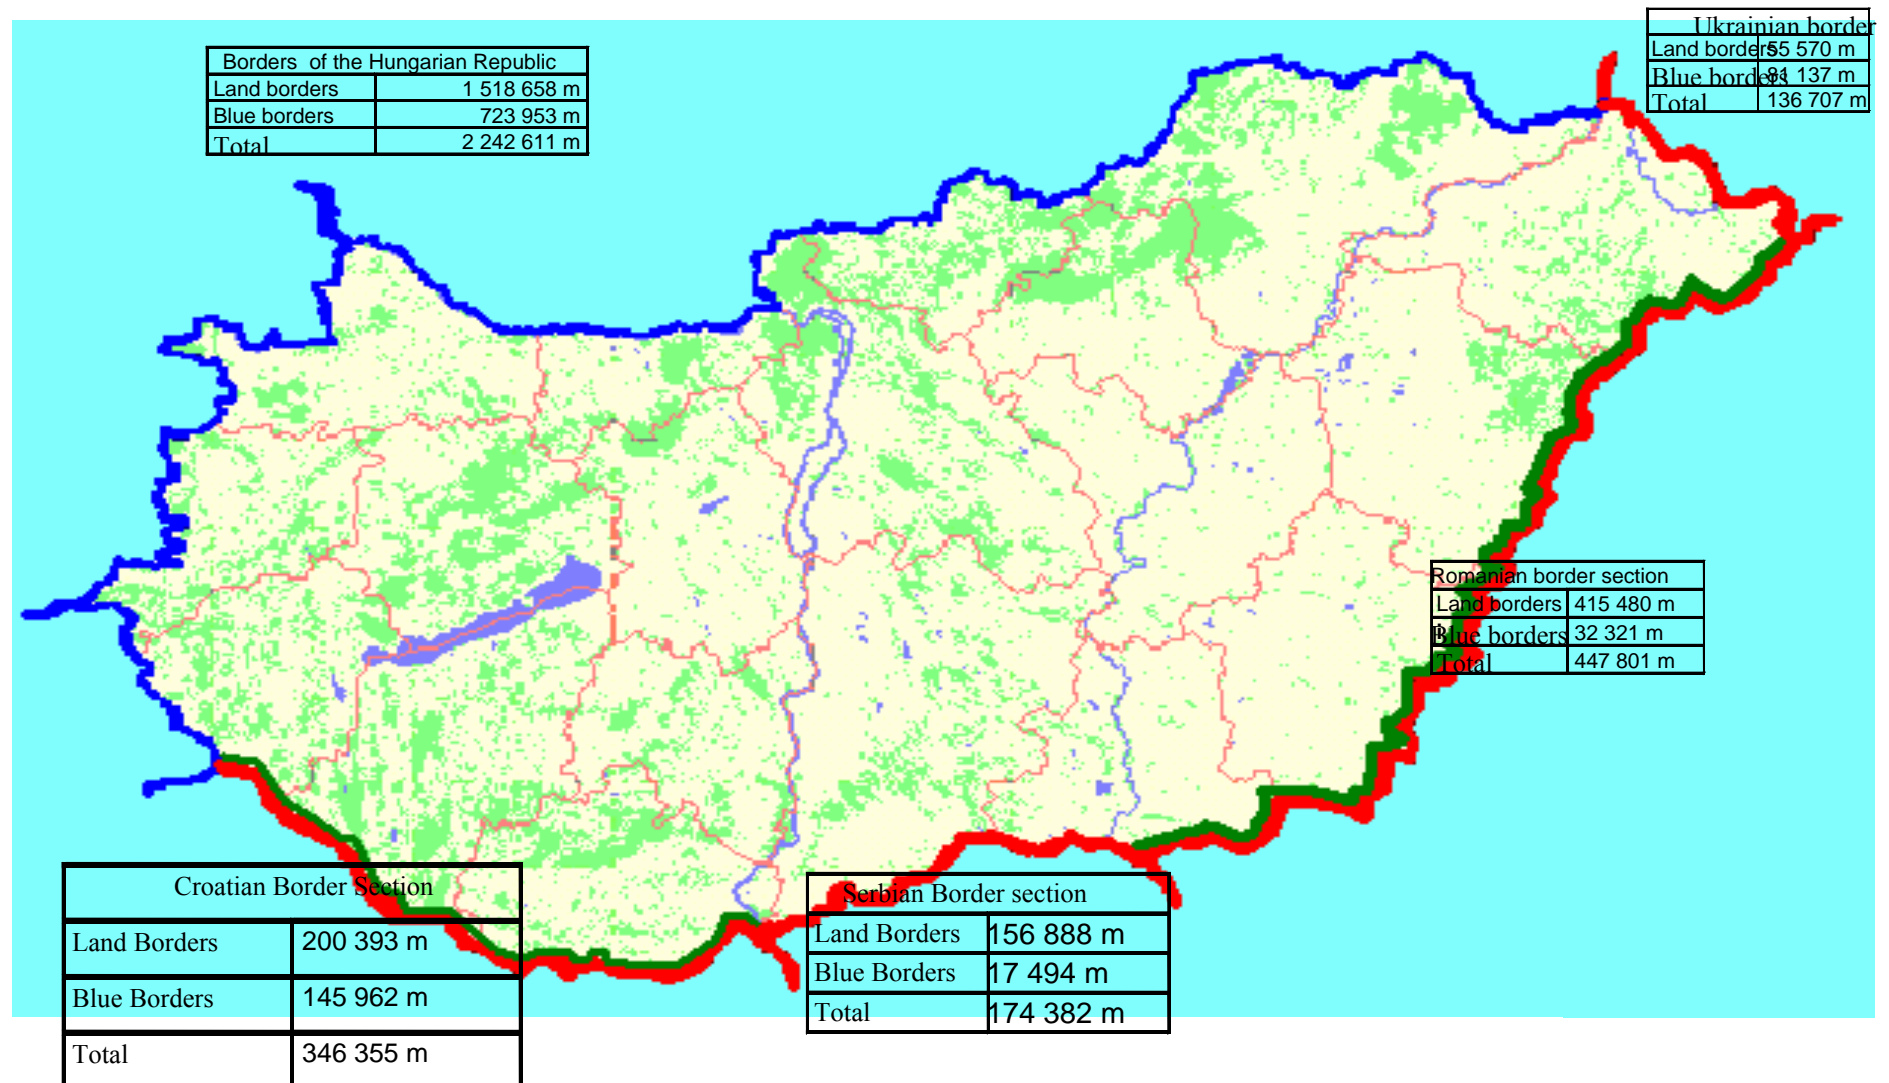 Ukrainian border
Land borders 55 570 m
Blue borders 81 137 m
Total 136 707 m
Borders of the Hungarian Republic
Land borders 1 518 658 m
Blue borders 723 953 m
Total 2 242 611 m
Romanian border section
Land borders 415 480 m
Blue borders 32 321 m
Total 447 801 m
Croatian Border Section
Land Borders 200 393 m
Blue Borders 145 962 m
Total 346 355 m
Serbian Border section
Land Borders 156 888 m
Blue Borders 17 494 m
Total 174 382 m